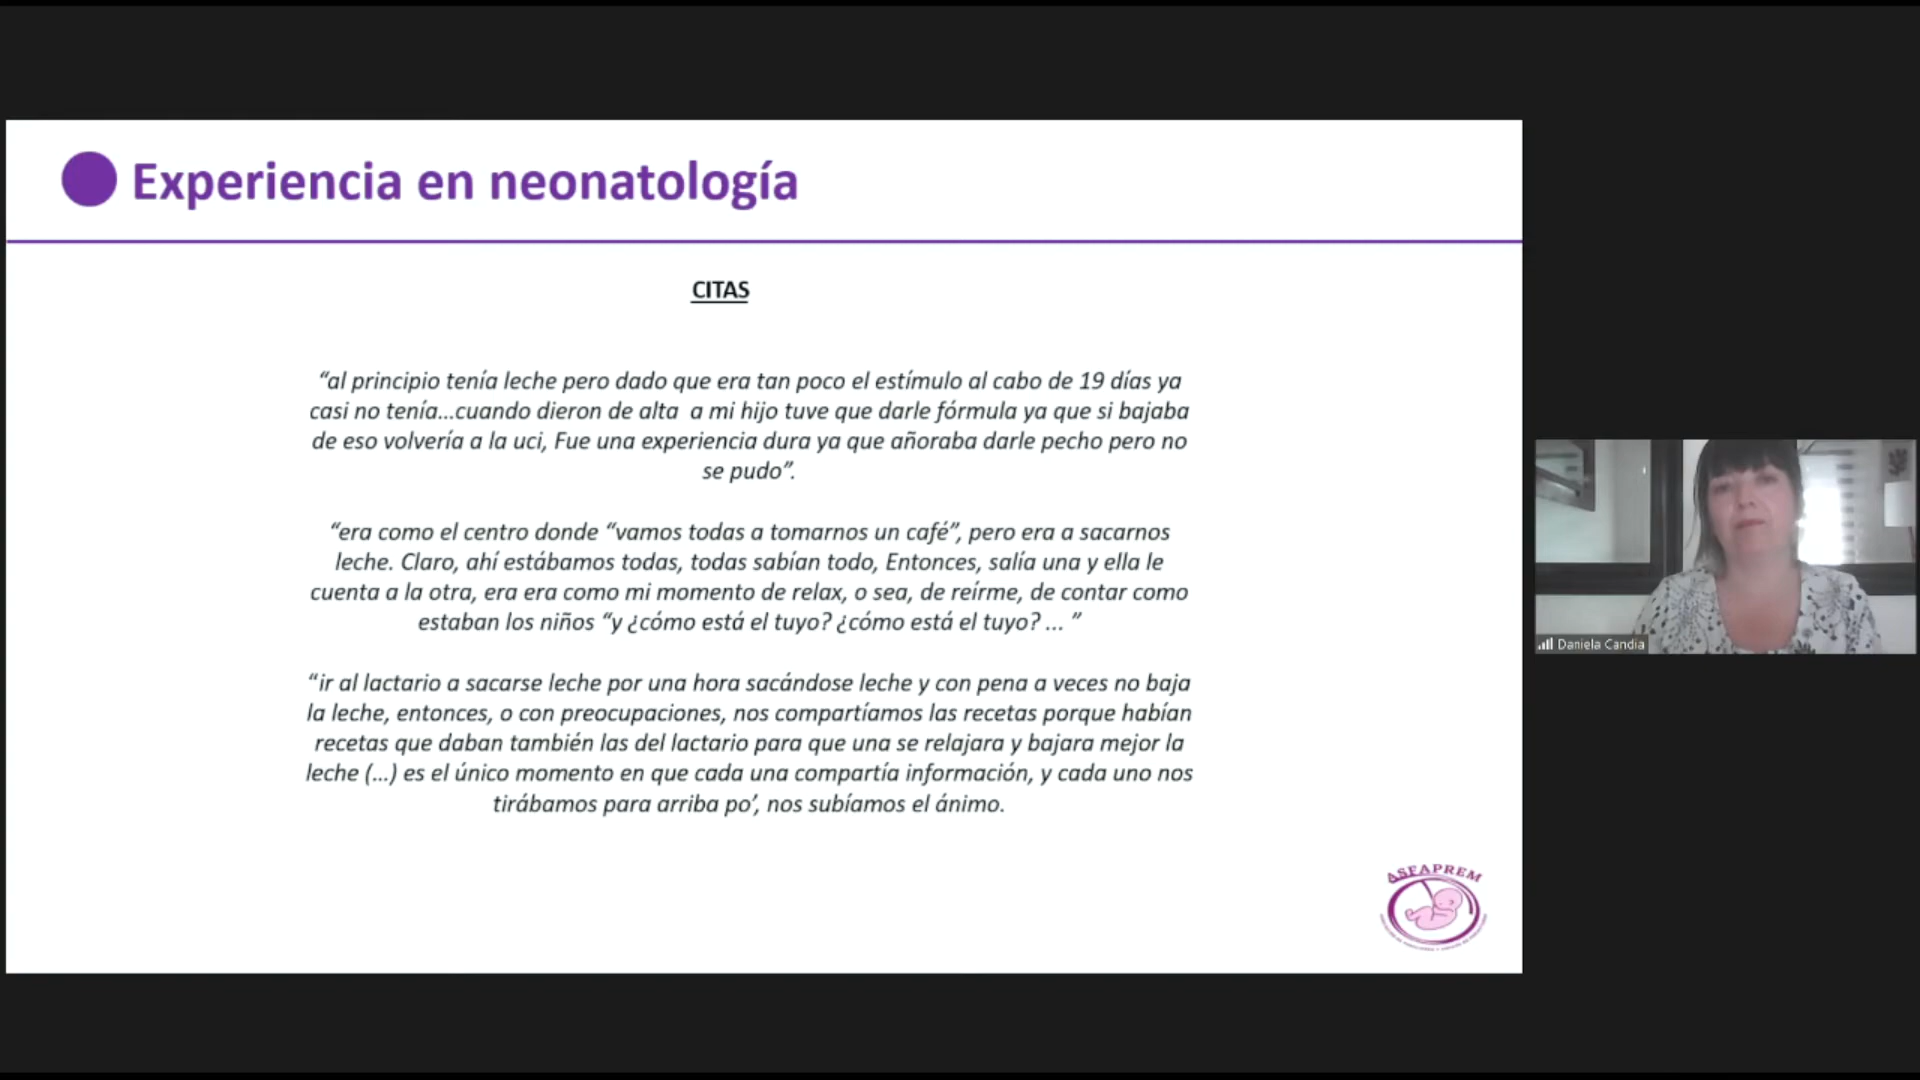 Experiencia en neonatología
CITAS
“al principio tenía leche pero dado que era tan poco el estímulo al cabo de 19 días ya
casi no tenía...cuando dieron de alta  a mi hijo tuve que darle fórmula ya que si bajaba
de eso volvería a la uci, Fue una experiencia dura ya que añoraba darle pecho pero no
se pudo”.
“era como el centro donde “vamos todas a tomarnos un café”, pero era a sacarnos
leche. Claro, ahí estábamos todas, todas sabían todo, Entonces, salía una y ella le
cuenta a la otra, era era como mi momento de relax, o sea, de reírme, de contar como
estaban los niños “y ¿cómo está el tuyo? ¿cómo está el tuyo? ... ”
“ir al lactario a sacarse leche por una hora sacándose leche y con pena a veces no baja
la leche, entonces, o con preocupaciones, nos compartíamos las recetas porque habían
recetas que daban también las del lactario para que una se relajara y bajara mejor la
leche (...) es el único momento en que cada una compartía información, y cada uno nos
tirábamos para arriba po’, nos subíamos el ánimo.
ASFAPREM
Daniela Candia